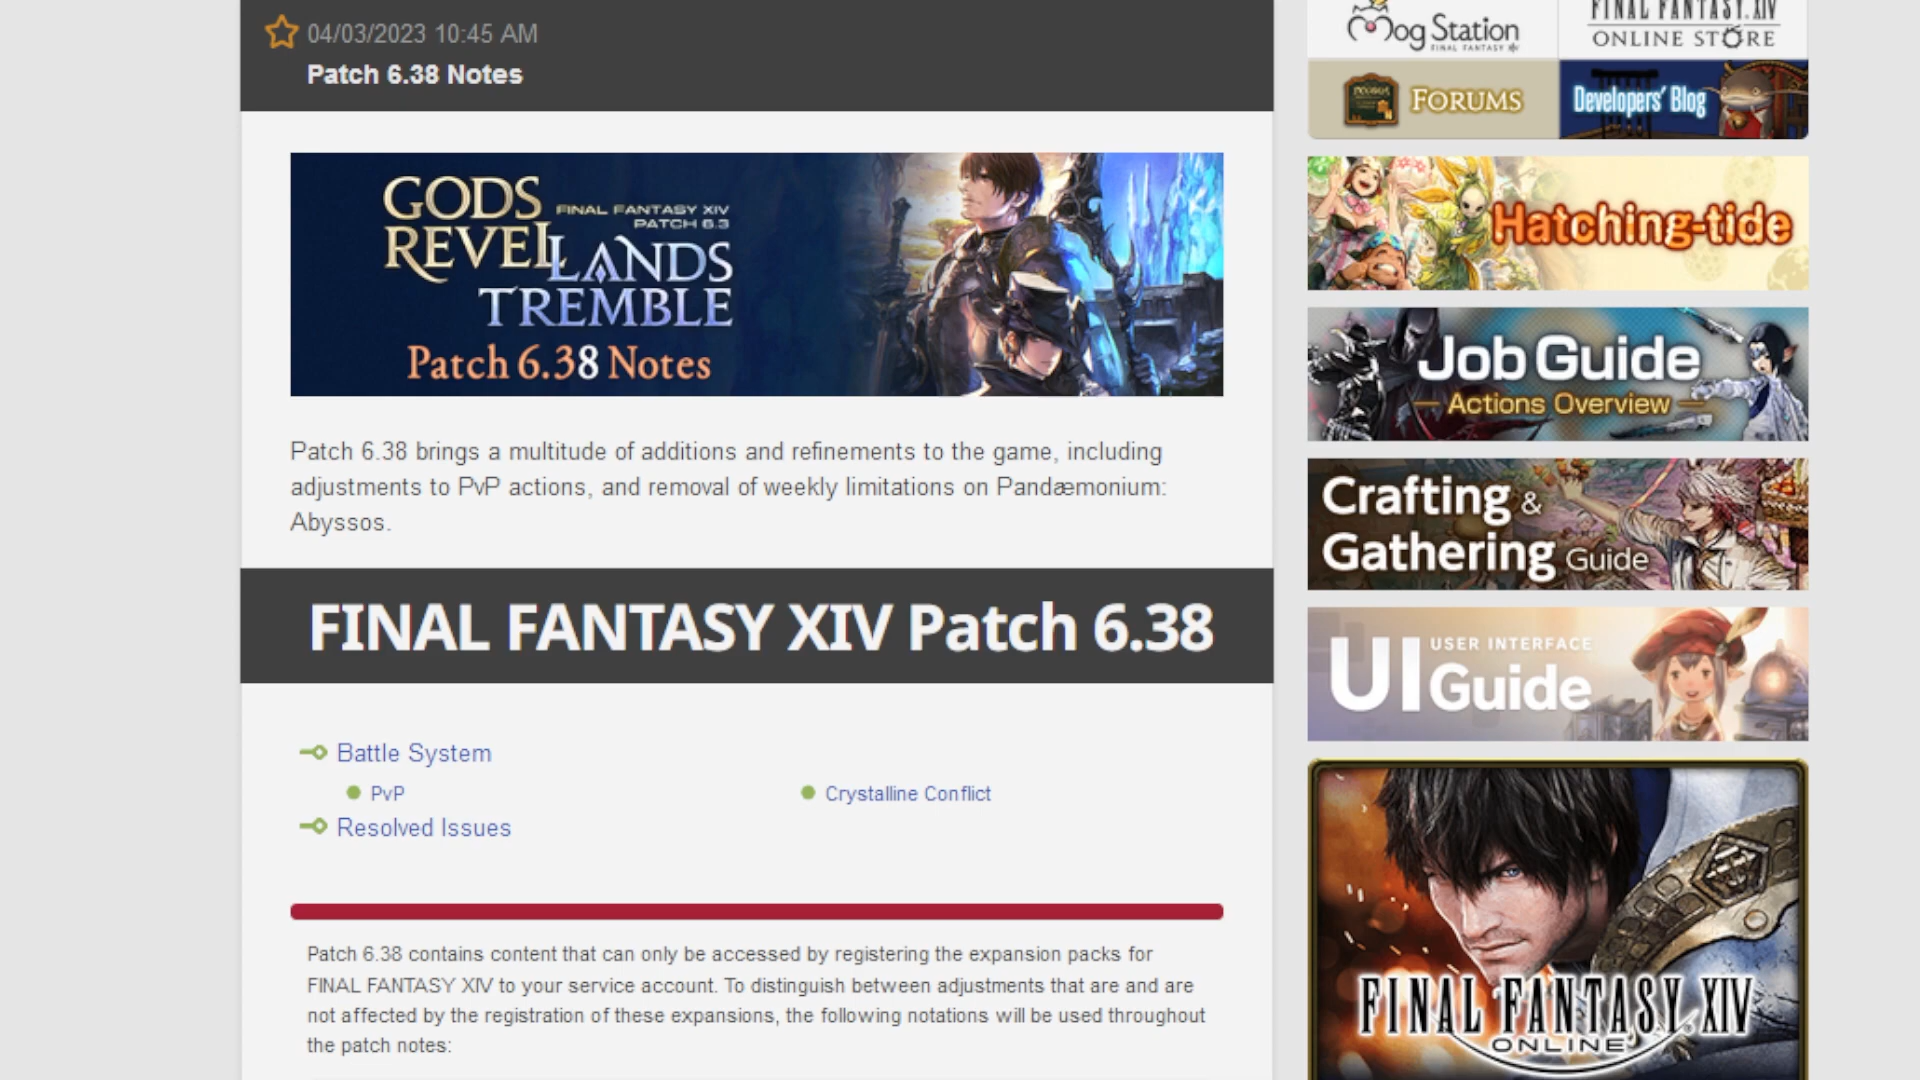 04/03/2023 10:45 AM
Patch 6.38 Notes
GODS
REVEL
FINAL FANTASY XIV
PATCH 6.3
LANDS
TREMBLE
Patch 6.38 Notes
Patch 6.38 brings a multitude of additions and refinements to the game, including
adjustments to PvP actions, and removal of weekly limitations on Pandæmonium:
Abyssos.
FINAL FANTASY XIV Patch 6.38
Battle System
PvP
Crystalline Conflict
Resolved Issues
Patch 6.38 contains content that can only be accessed by registering the expansion packs for
FINAL FANTASY XIV to your service account. To distinguish between adjustments that are and are
not affected by the registration of these expansions, the following notations will be used throughout
the patch notes:
Mog Station
FINAL FANTASY XIV
FINAL FANTASY XIV
ONLINE STORE
FORUMS
Developers' Blog
Hatching-tide
Job Guide
Actions Overview
Crafting &
Gathering Guide
UI USER INTERFACE
Guide
FINAL FANTASY XIV
ONLINE